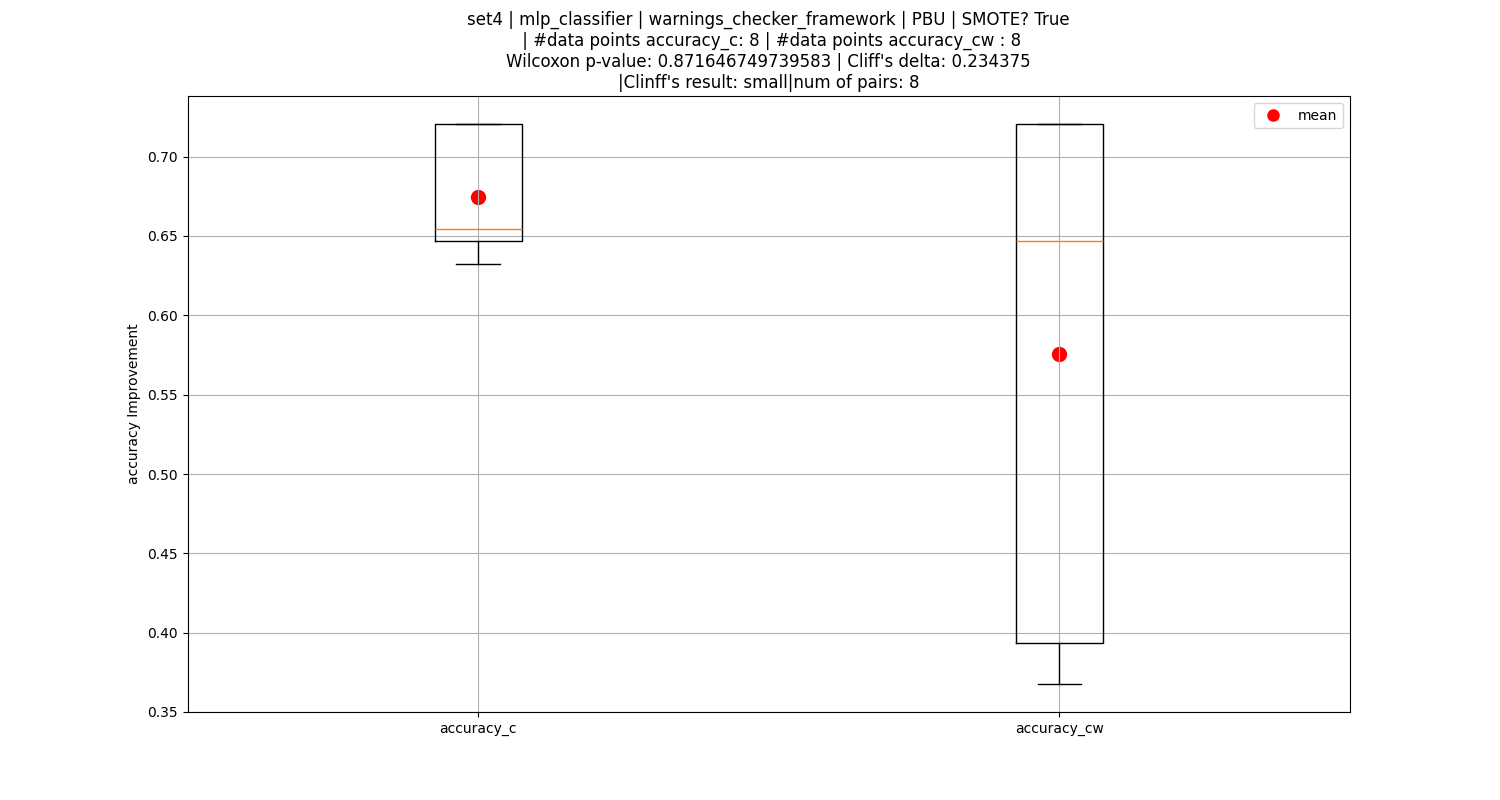 set4 | mlp_classifier | warnings_checker_framework | PBU | SMOTE? True
| #data points accuracy_c: 8 | #data points accuracy_cw : 8
Wilcoxon p-value: 0.871646749739583 | Cliff's delta: 0.234375
|Clinff's result: small|num of pairs: 8
mean
0.70
0.65
0.60
0.55
0.50
0.45
0.40
0.35
accuracy Improvement
accuracy_c
accuracy_cw